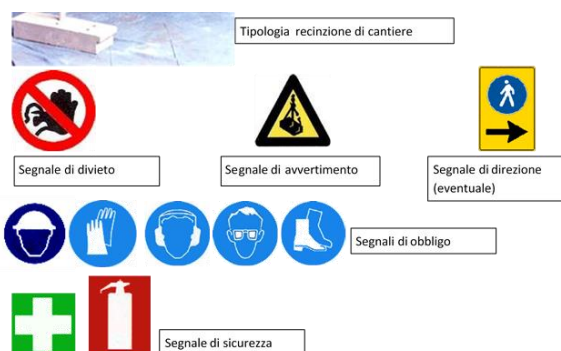 Tipologia recinzione di cantiere
Segnale di divieto
Segnale di avvertimento
Segnale di direzione
(eventuale)
Segnali di obbligo
Segnale di sicurezza